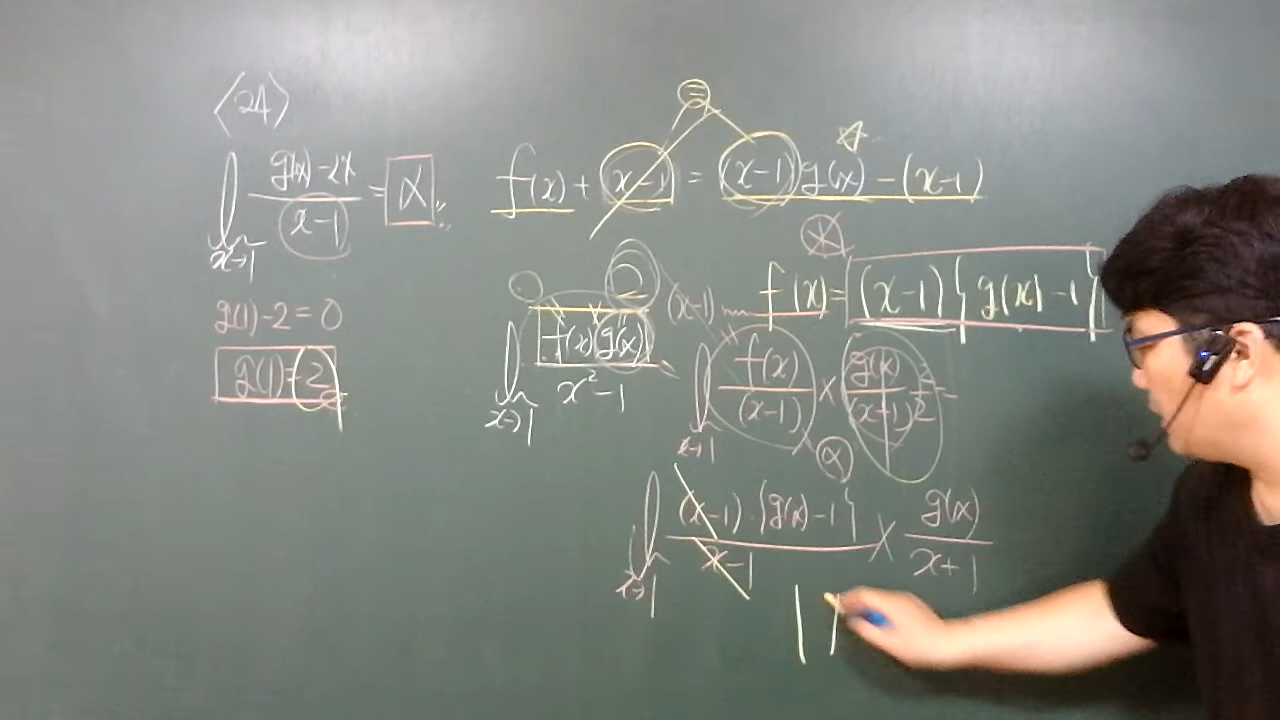 <24>
lim x→1 (g(x) - 2x)/(x-1) = α
g(1) - 2 = 0
g(1) = 2
f(x) + x-1 = (x-1) g(x) - (x-1)
f(x) = (x-1) { g(x) - 1 }
(x-1)
lim x→1 f(x) g(x) / (x² - 1)
lim x→1 f(x)/(x-1) × g(x)/(x+1) =
2
α
lim x→1 (x-1)·{g(x)-1}/(x-1) × g(x)/(x+1)